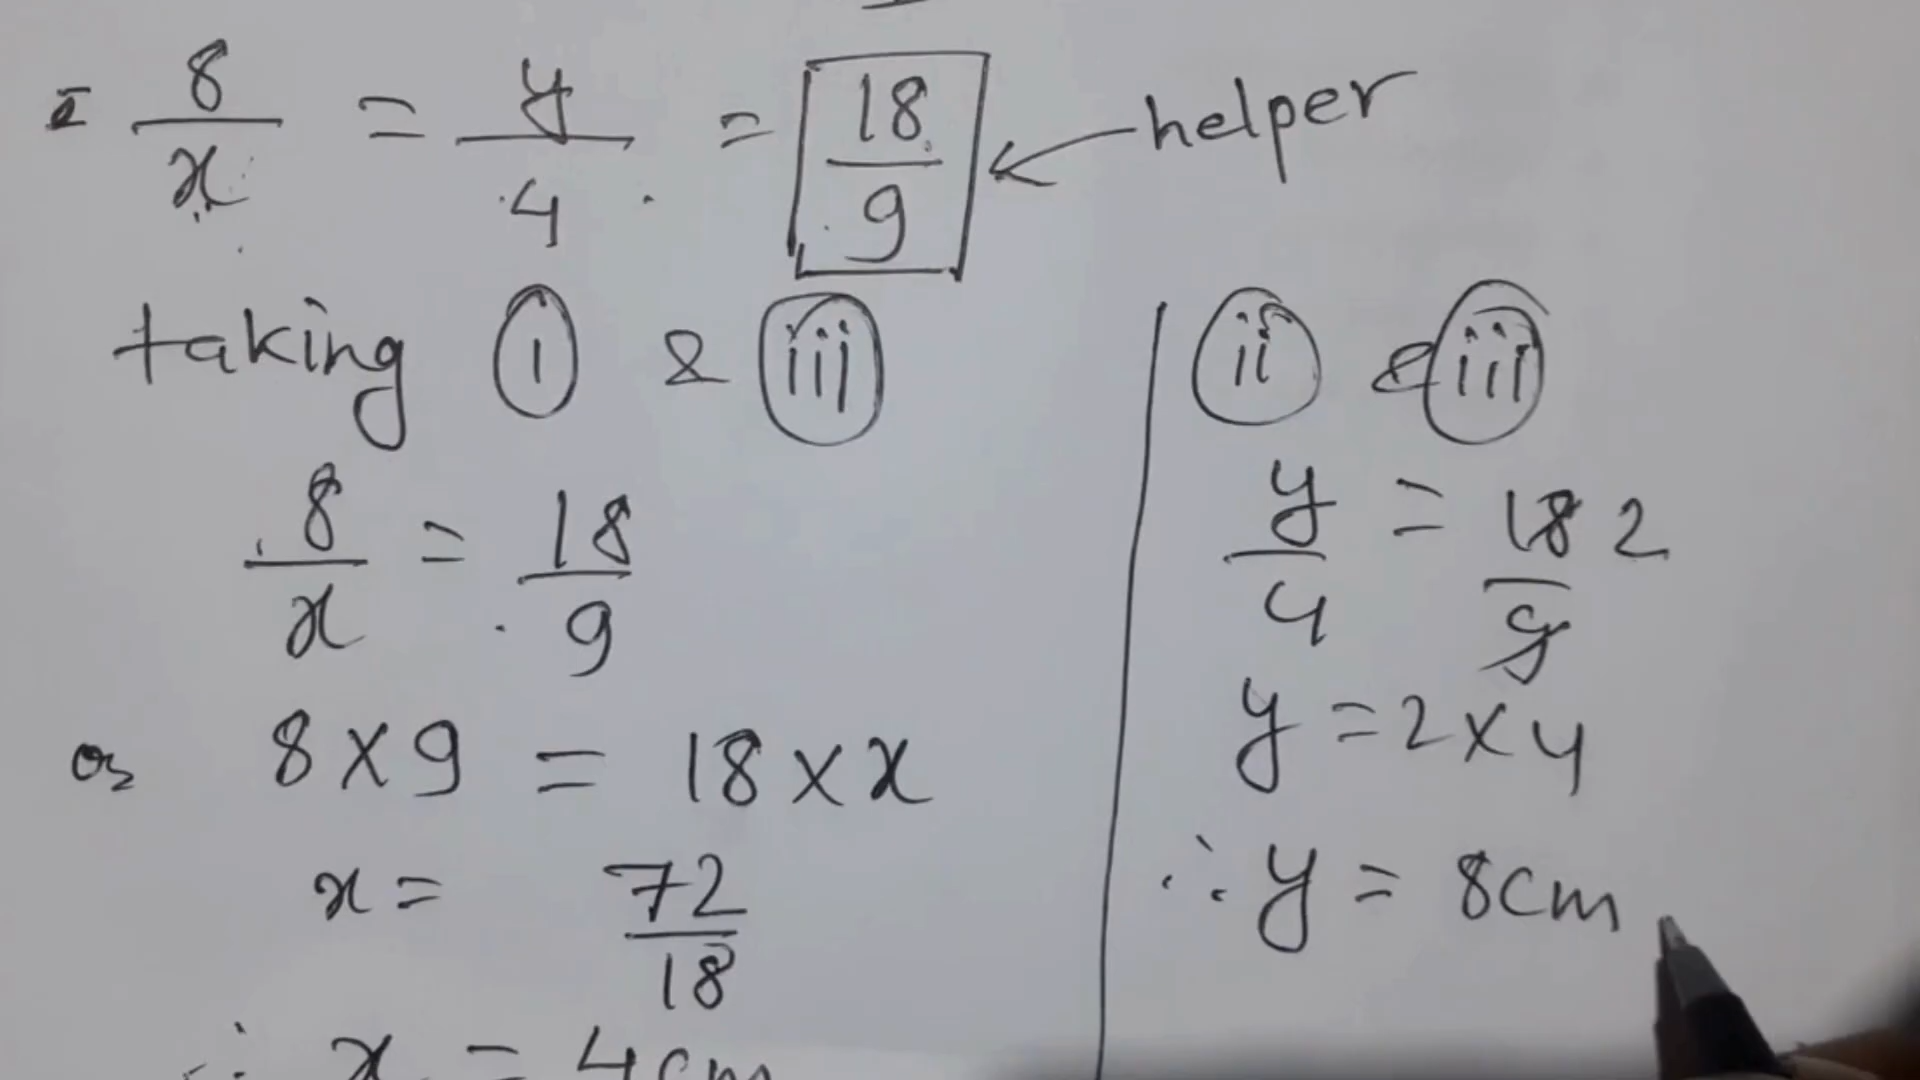 8/x = y/4 = 18/9 ← helper
taking (i) & (iii)
8/x = 18/9
or 8 × 9 = 18 × x
x = 72/18
∴ x = 4cm
(ii) & (iii)
y/4 = 18/9 2
y = 2 × 4
∴ y = 8cm